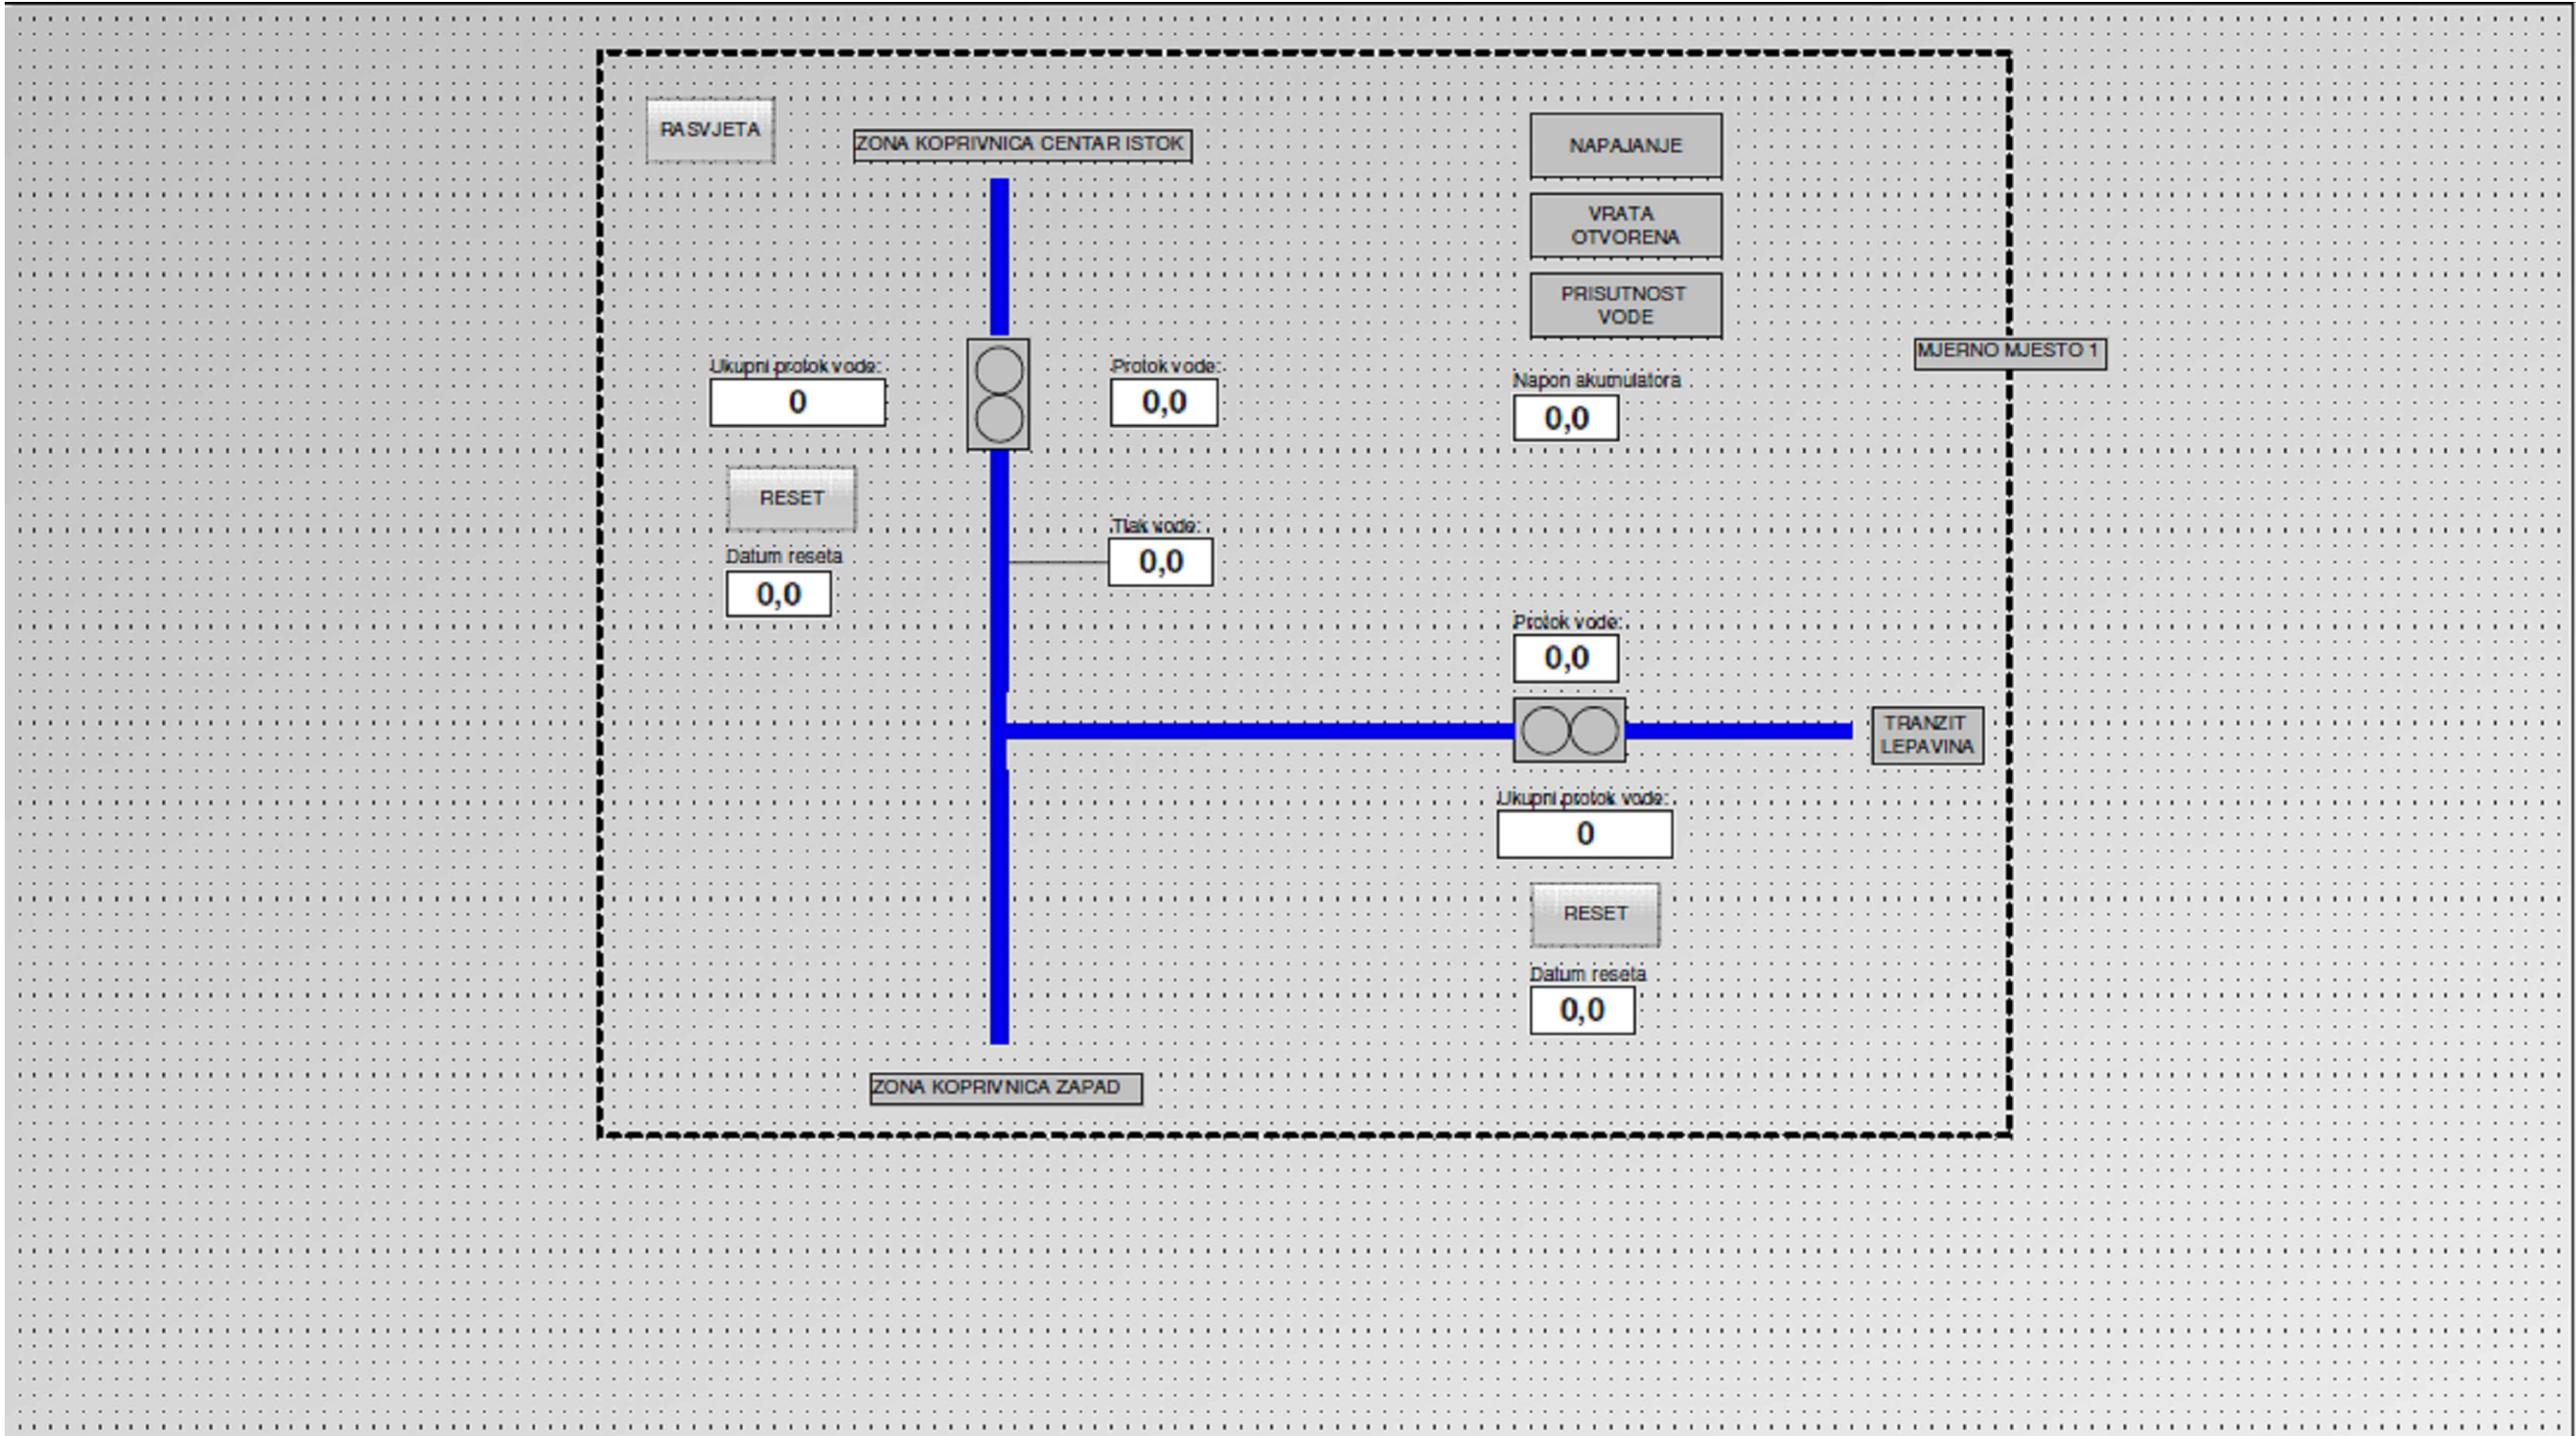 RASVJETA
ZONA KOPRIVNICA CENTAR ISTOK
NAPAJANJE
VRATA
OTVORENA
PRISUTNOST
VODE
MJERNO MJESTO 1
Ukupni protok vode:
0
Protok vode:
0,0
Napon akumulatora
0,0
RESET
Datum reseta
0,0
Tlak vode:
0,0
Protok vode:
0,0
TRANZIT
LEPAVINA
Ukupni protok vode:
0
RESET
Datum reseta
0,0
ZONA KOPRIVNICA ZAPAD